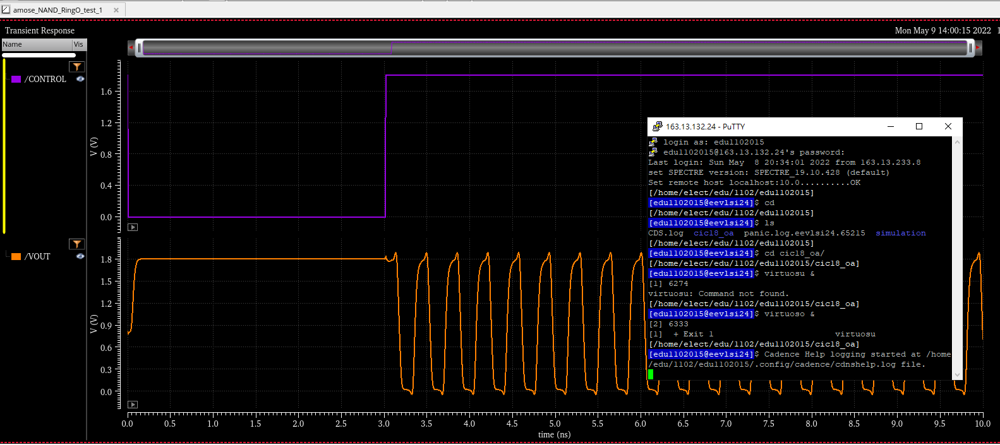 amose_NAND_RingO_test_1
Transient Response
Mon May 9 14:00:15 2022
Name Vis
/CONTROL
V (V)
1.6
1.2
0.8
0.4
0.0
/VOUT
V (V)
1.8
1.5
1.2
0.9
0.6
0.3
0.0
0.0 0.5 1.0 1.5 2.0 2.5 3.0 3.5 4.0 4.5 5.0 5.5 6.0 6.5 7.0 7.5 8.0 8.5 9.0 9.5 10.0
time (ns)
163.13.132.24 - PuTTY
login as: edu1102015
edu1102015@163.13.132.24's password:
Last login: Sun May  8 20:34:01 2022 from 163.13.233.8
set SPECTRE version: SPECTRE_19.10.428 (default)
Set remote host localhost:10.0..........OK
[/home/elect/edu/1102/edu1102015]
[edu1102015@eevlsi24]$ cd
[/home/elect/edu/1102/edu1102015]
[edu1102015@eevlsi24]$ ls
CDS.log  cic18_oa  panic.log.eevlsi24.65215  simulation
[/home/elect/edu/1102/edu1102015]
[edu1102015@eevlsi24]$ cd cic18_oa/
[/home/elect/edu/1102/edu1102015/cic18_oa]
[edu1102015@eevlsi24]$ virtuosu &
[1] 6274
virtuosu: Command not found.
[/home/elect/edu/1102/edu1102015/cic18_oa]
[edu1102015@eevlsi24]$ virtuoso &
[2] 6333
[1]  + Exit 1                        virtuosu
[/home/elect/edu/1102/edu1102015/cic18_oa]
[edu1102015@eevlsi24]$ Cadence Help logging started at /home
/edu/1102/edu1102015/.config/cadence/cdnshelp.log file.